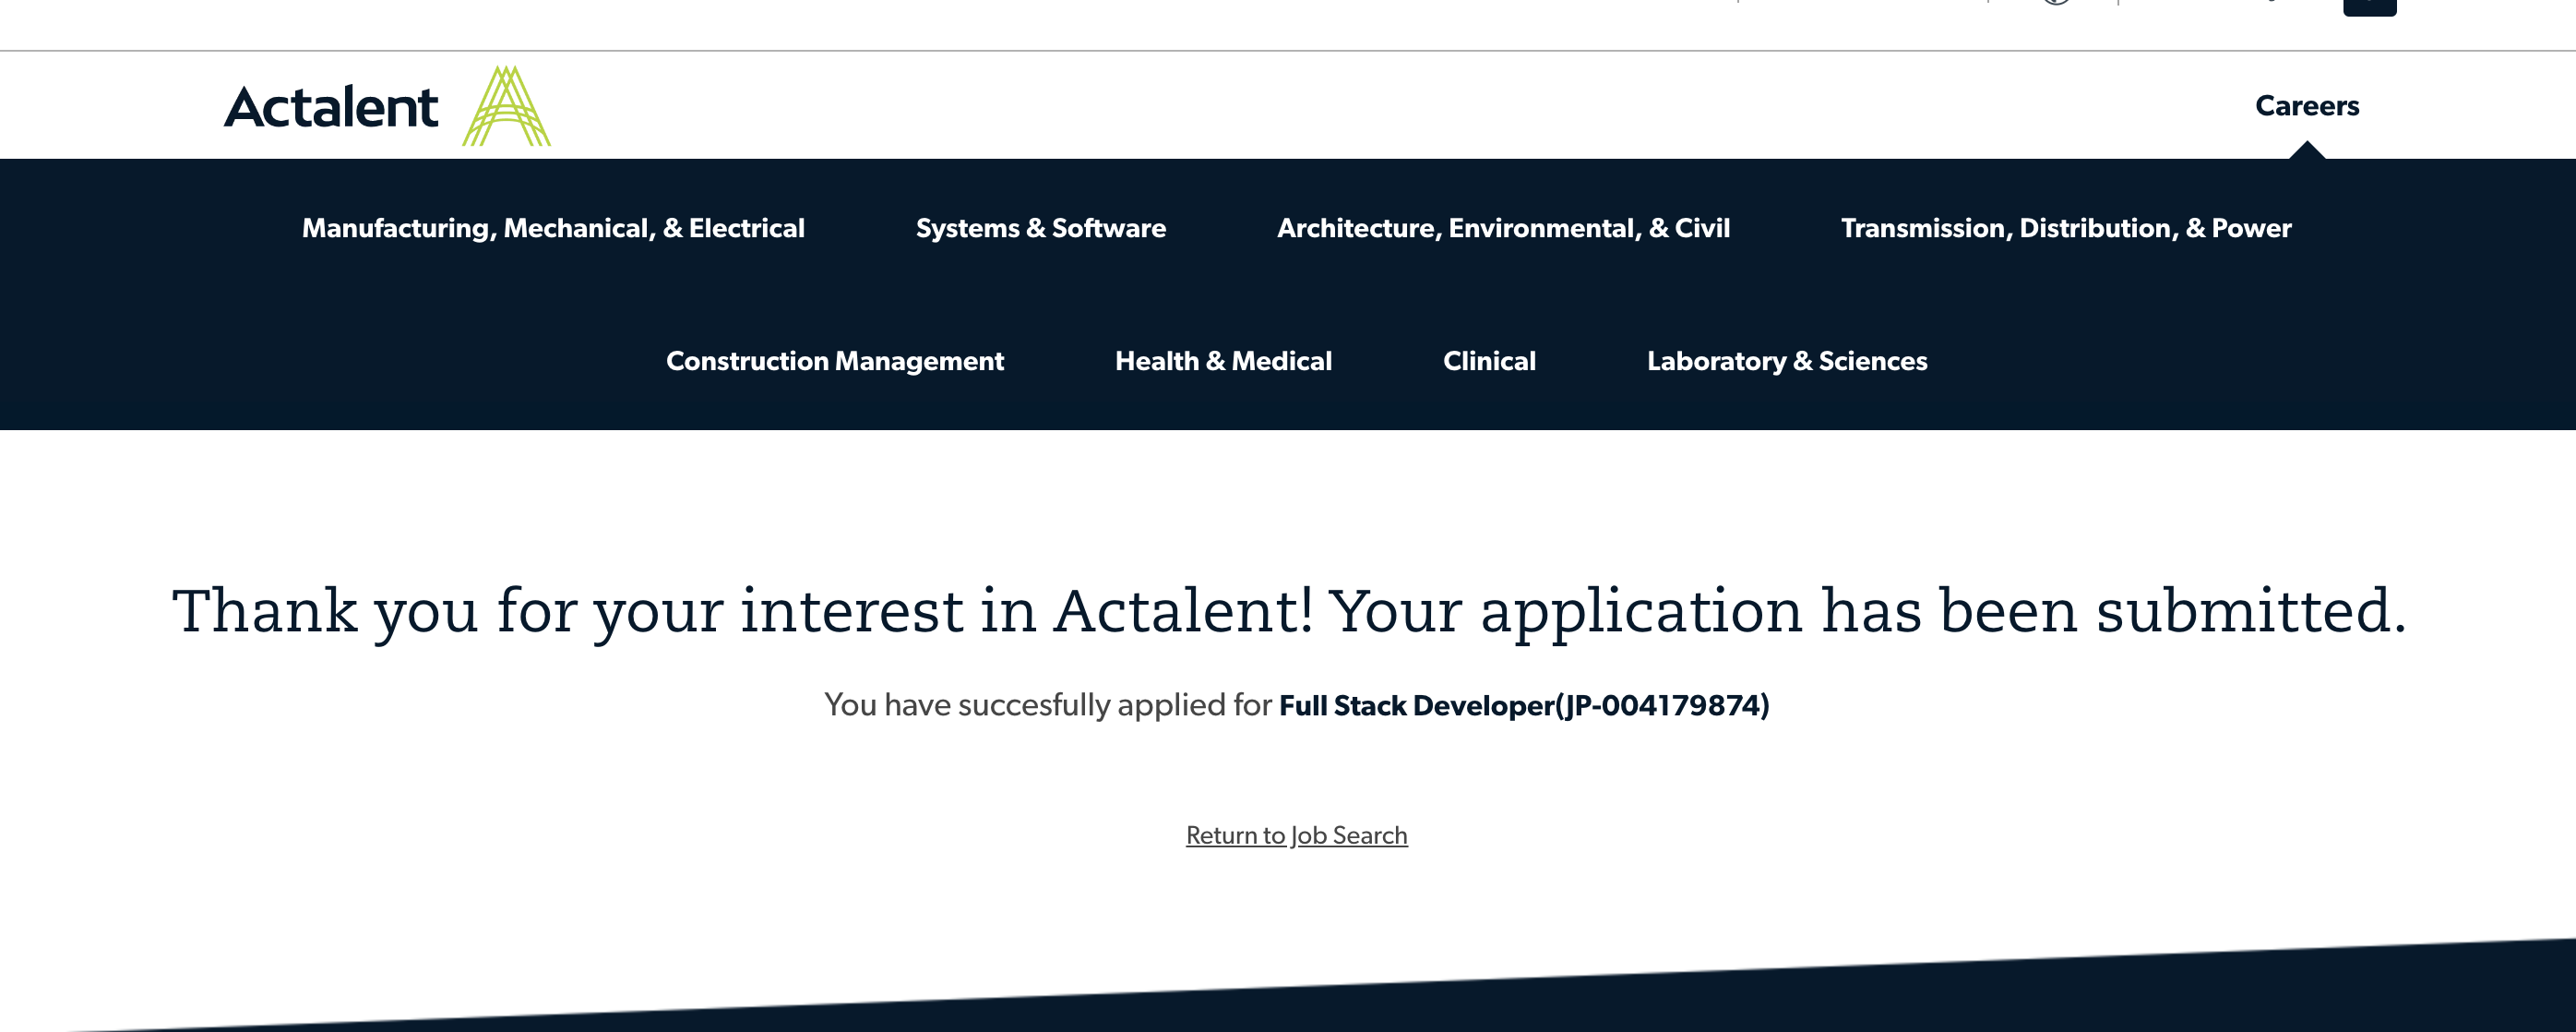 Actalent
Careers
Manufacturing, Mechanical, & Electrical
Systems & Software
Architecture, Environmental, & Civil
Transmission, Distribution, & Power
Construction Management
Health & Medical
Clinical
Laboratory & Sciences
Thank you for your interest in Actalent! Your application has been submitted.
You have succesfully applied for Full Stack Developer(JP-004179874)
Return to Job Search